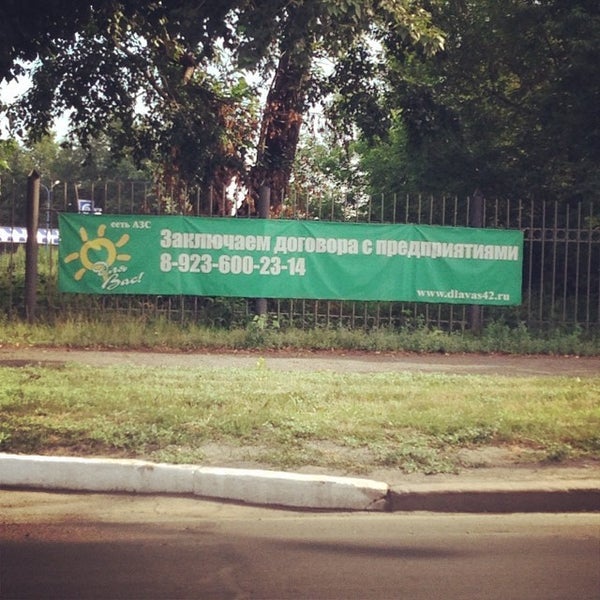 сеть АЗС
Для
Вас!
Заключаем договора с предприятиями
8-923-600-23-14
www.dlavas42.ru